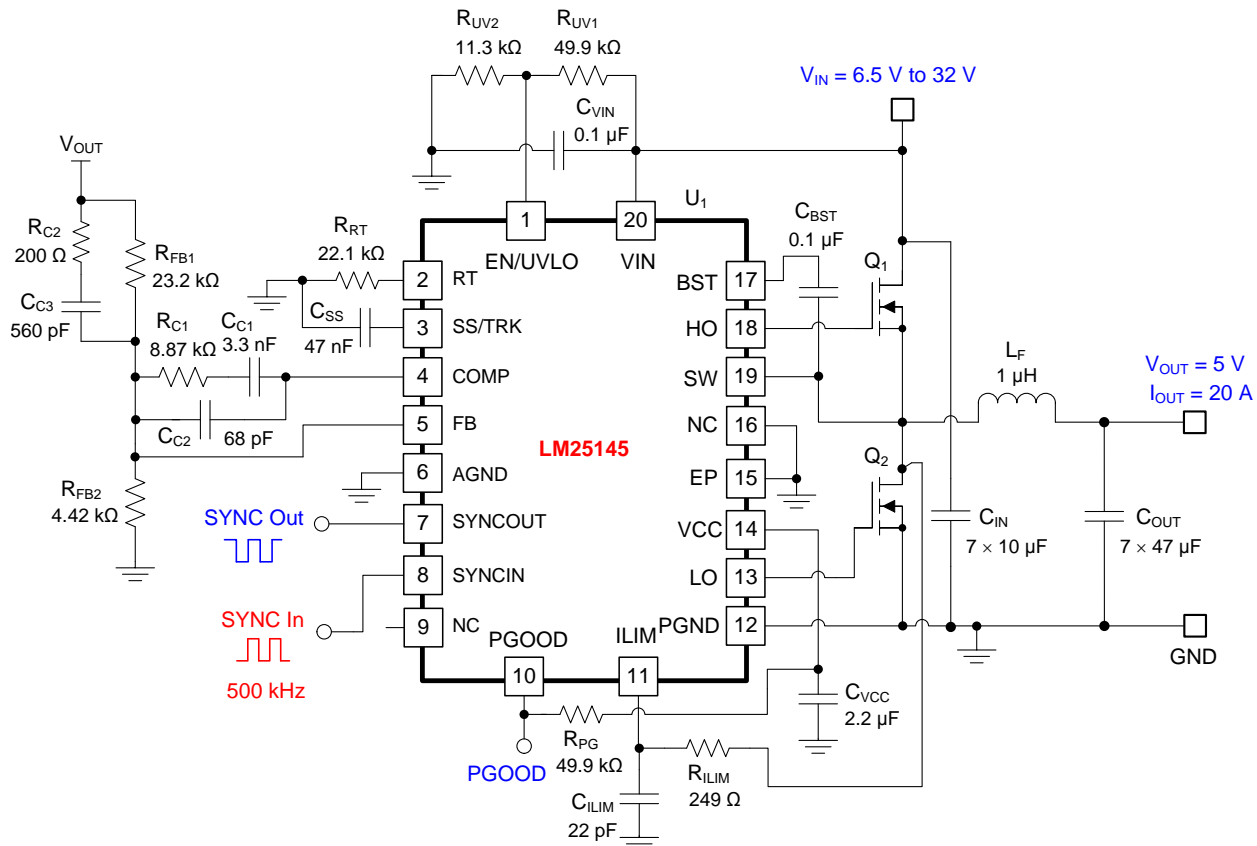 RUV2
11.3 kΩ
RUV1
49.9 kΩ
VIN = 6.5 V to 32 V
CVIN
0.1 µF
VOUT
RC2
200 Ω
RFB1
23.2 kΩ
CC3
560 pF
RC1
8.87 kΩ
CC1
3.3 nF
CC2
68 pF
RFB2
4.42 kΩ
RRT
22.1 kΩ
CSS
47 nF
U1
1
EN/UVLO
20
VIN
2
RT
3
SS/TRK
4
COMP
5
FB
6
AGND
7
SYNCOUT
8
SYNCIN
9
NC
PGOOD
10
ILIM
11
LM25145
BST
17
HO
18
SW
19
NC
16
EP
15
VCC
14
LO
13
PGND
12
CBST
0.1 µF
Q1
LF
1 µH
VOUT = 5 V
IOUT = 20 A
Q2
CIN
7 × 10 µF
COUT
7 × 47 µF
GND
SYNC Out
SYNC In
500 kHz
PGOOD
RPG
49.9 kΩ
CVCC
2.2 µF
RILIM
249 Ω
CILIM
22 pF